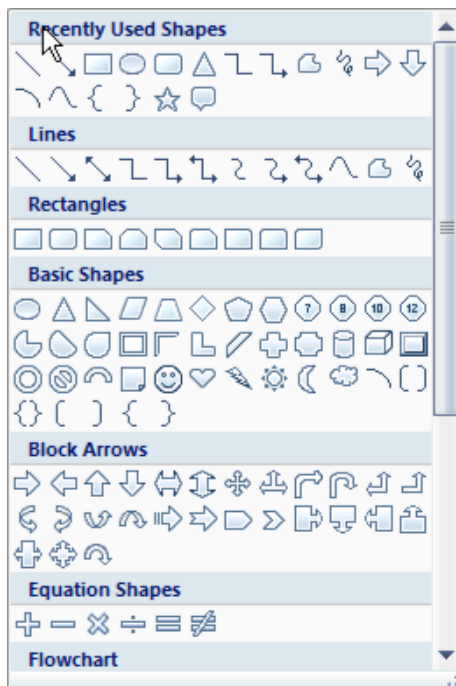 Recently Used Shapes
Lines
Rectangles
Basic Shapes
7 8 10 12
Block Arrows
Equation Shapes
Flowchart